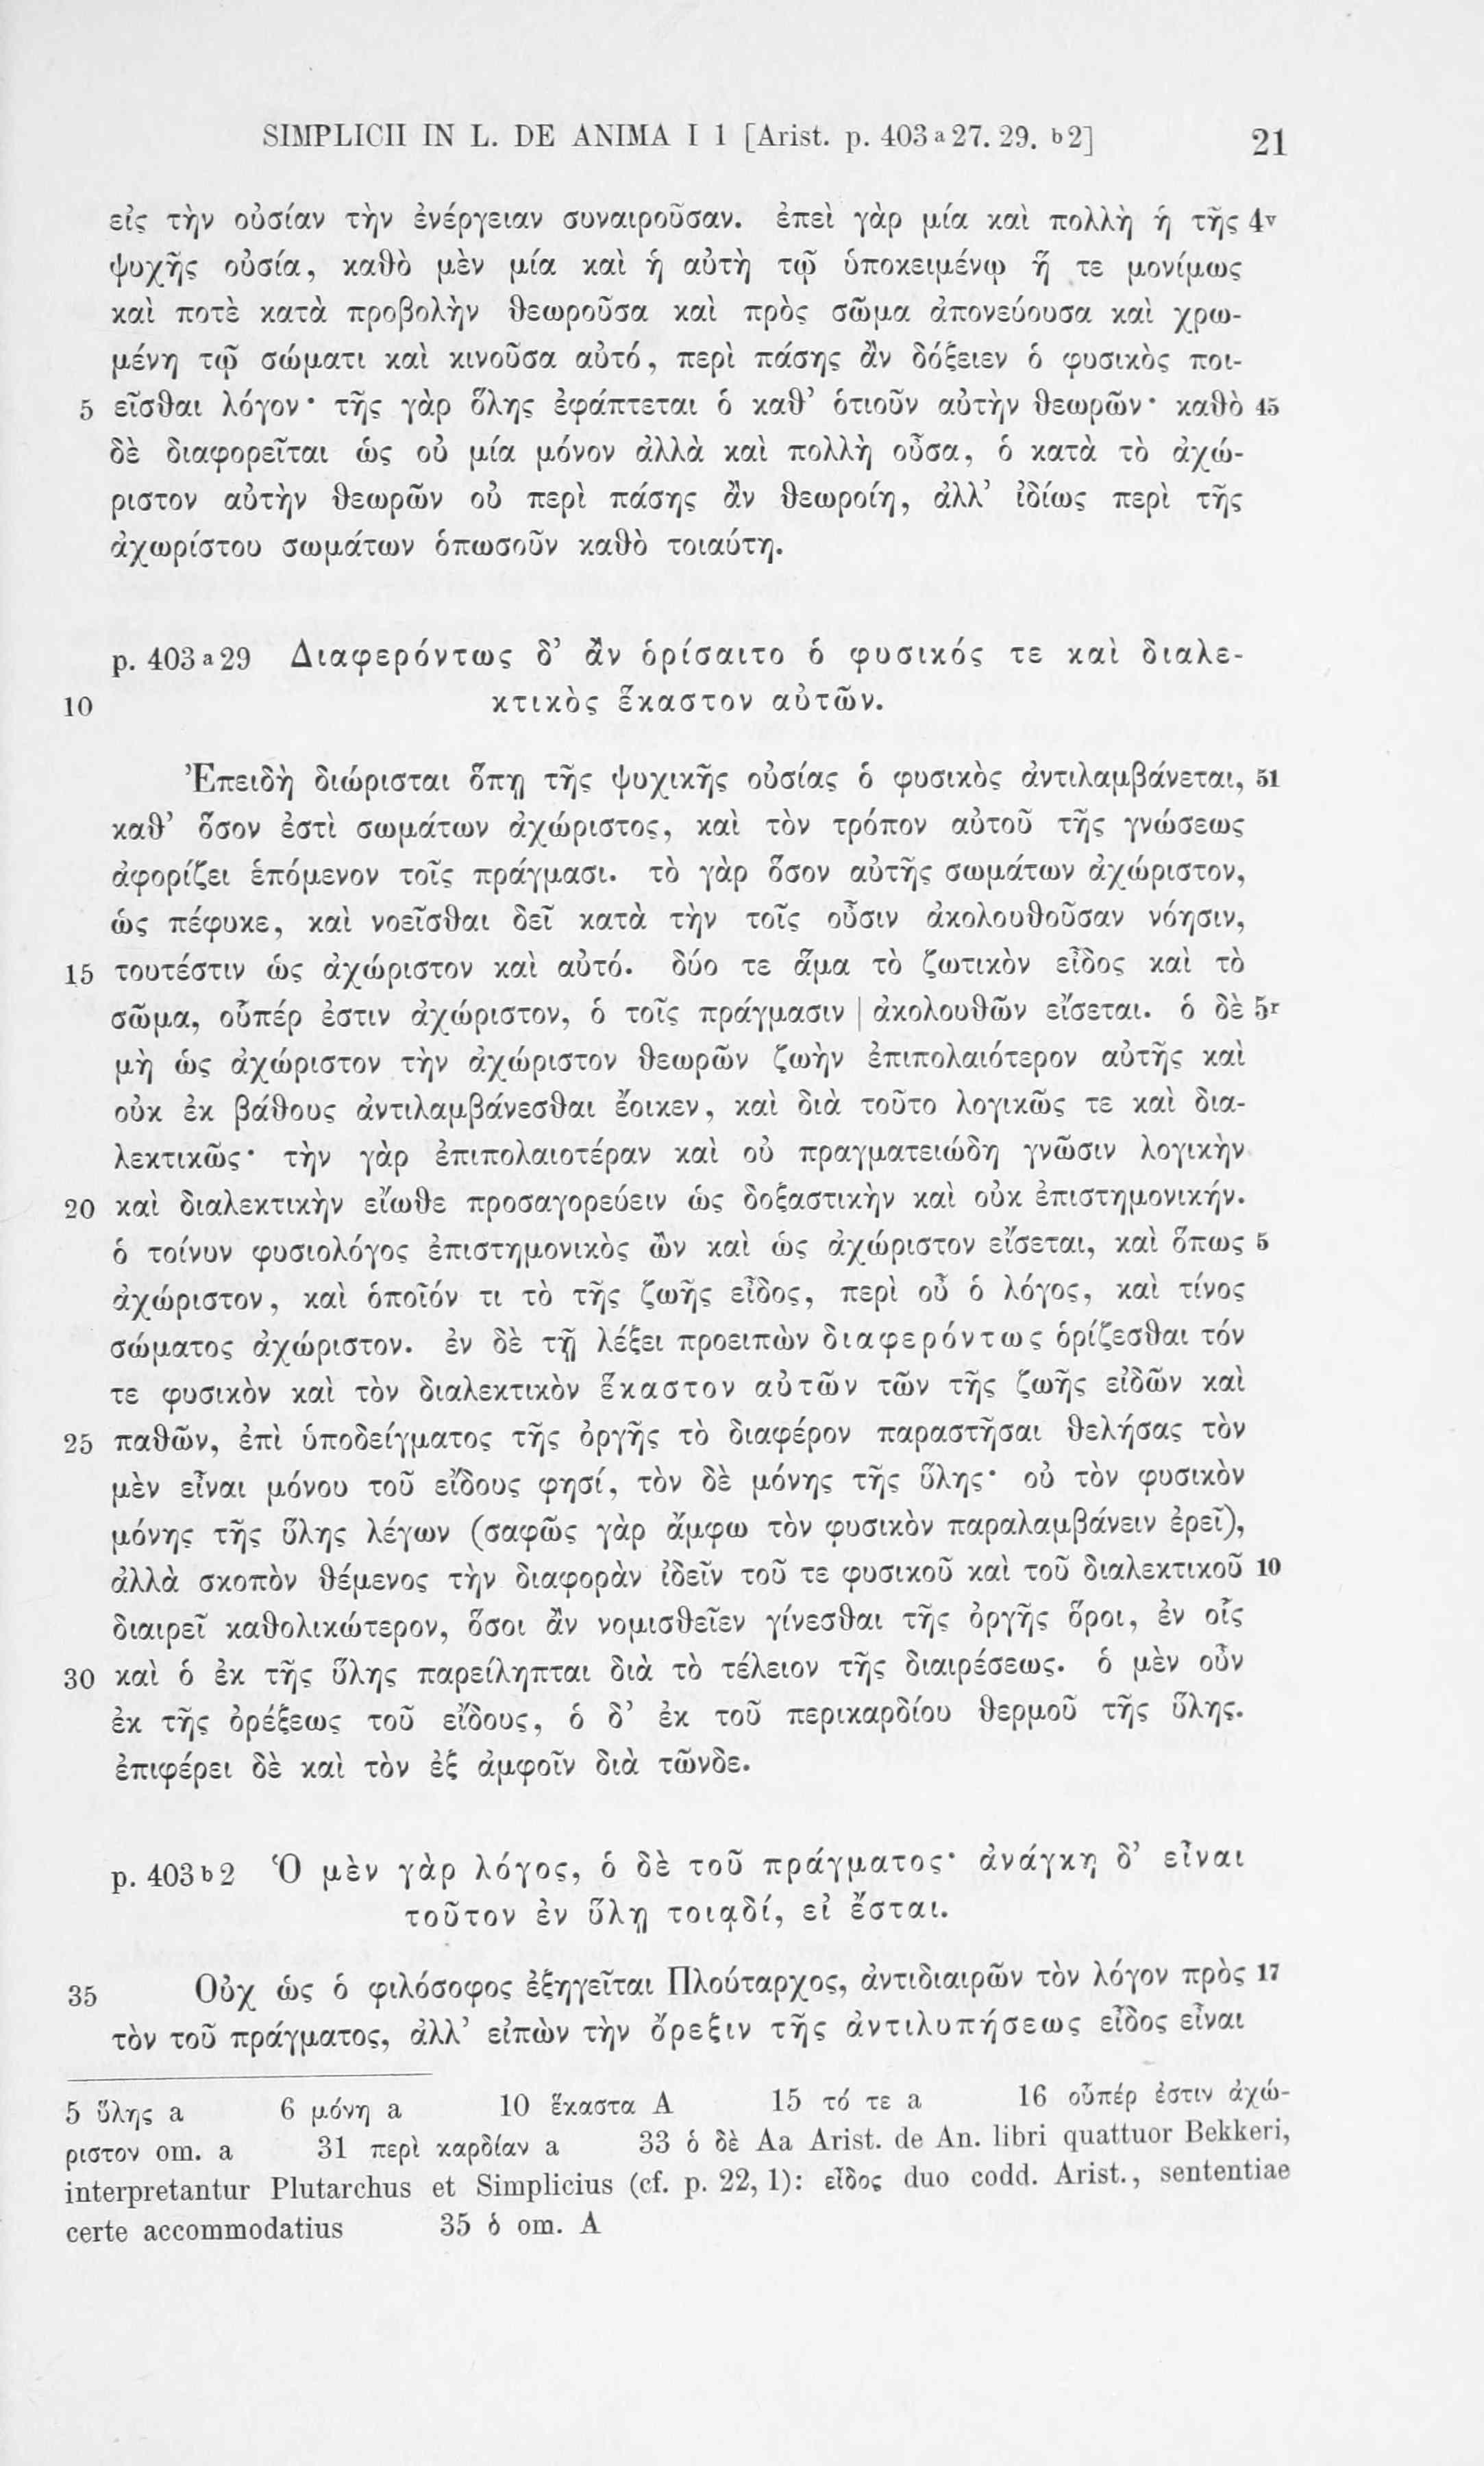 SIMPLICII IN L. DE ANIMA I 1 [Arist. p. 403 a 27. 29. b 2] 21
εἰς τὴν οὐσίαν τὴν ἐνέργειαν συναιροῦσαν. ἐπεὶ γὰρ μία καὶ πολλὴ ἡ τῆς 4v
ψυχῆς οὐσία, καθὸ μὲν μία καὶ ἡ αὐτὴ τῷ ὑποκειμένῳ ἥ τε μονίμως
καὶ ποτὲ κατὰ προβολὴν θεωροῦσα καὶ πρὸς σῶμα ἀπονεύουσα καὶ χρω-
μένη τῷ σώματι καὶ κινοῦσα αὐτό, περὶ πάσης ἂν δόξειεν ὁ φυσικὸς ποι-
5 εῖσθαι λόγον· τῆς γὰρ ὅλης ἐφάπτεται ὁ καθ’ ὁτιοῦν αὐτὴν θεωρῶν· καθὸ 45
δὲ διαφορεῖται ὡς οὐ μία μόνον ἀλλὰ καὶ πολλὴ οὖσα, ὁ κατὰ τὸ ἀχώ-
ριστον αὐτὴν θεωρῶν οὐ περὶ πάσης ἂν θεωροίη, ἀλλ’ ἰδίως περὶ τῆς
ἀχωρίστου σωμάτων ὁπωσοῦν καθὸ τοιαύτη.
p. 403 a 29 Διαφερόντως δ’ ἂν ὁρίσαιτο ὁ φυσικός τε καὶ διαλε-
10 κτικὸς ἕκαστον αὐτῶν.
Ἐπειδὴ διώρισται ὅπῃ τῆς ψυχικῆς οὐσίας ὁ φυσικὸς ἀντιλαμβάνεται, 51
καθ’ ὅσον ἐστὶ σωμάτων ἀχώριστος, καὶ τὸν τρόπον αὐτοῦ τῆς γνώσεως
ἀφορίζει ἑπόμενον τοῖς πράγμασι. τὸ γὰρ ὅσον αὐτῆς σωμάτων ἀχώριστον,
ὡς πέφυκε, καὶ νοεῖσθαι δεῖ κατὰ τὴν τοῖς οὖσιν ἀκολουθοῦσαν νόησιν,
15 τουτέστιν ὡς ἀχώριστον καὶ αὐτό. δύο τε ἅμα τὸ ζωτικὸν εἶδος καὶ τὸ
σῶμα, οὗπέρ ἐστιν ἀχώριστον, ὁ τοῖς πράγμασιν | ἀκολουθῶν εἴσεται. ὁ δὲ 5r
μὴ ὡς ἀχώριστον τὴν ἀχώριστον θεωρῶν ζωὴν ἐπιπολαιότερον αὐτῆς καὶ
οὐκ ἐκ βάθους ἀντιλαμβάνεσθαι ἔοικεν, καὶ διὰ τοῦτο λογικῶς τε καὶ δια-
λεκτικῶς· τὴν γὰρ ἐπιπολαιοτέραν καὶ οὐ πραγματειώδη γνῶσιν λογικὴν
20 καὶ διαλεκτικὴν εἴωθε προσαγορεύειν ὡς δοξαστικὴν καὶ οὐκ ἐπιστημονικήν.
ὁ τοίνυν φυσιολόγος ἐπιστημονικὸς ὢν καὶ ὡς ἀχώριστον εἴσεται, καὶ ὅπως 5
ἀχώριστον, καὶ ὁποῖόν τι τὸ τῆς ζωῆς εἶδος, περὶ οὗ ὁ λόγος, καὶ τίνος
σώματος ἀχώριστον. ἐν δὲ τῇ λέξει προειπὼν διαφερόντως ὁρίζεσθαι τόν
τε φυσικὸν καὶ τὸν διαλεκτικὸν ἕκαστον αὐτῶν τῶν τῆς ζωῆς εἰδῶν καὶ
25 παθῶν, ἐπὶ ὑποδείγματος τῆς ὀργῆς τὸ διαφέρον παραστῆσαι θελήσας τὸν
μὲν εἶναι μόνου τοῦ εἴδους φησί, τὸν δὲ μόνης τῆς ὕλης· οὐ τὸν φυσικὸν
μόνης τῆς ὕλης λέγων (σαφῶς γὰρ ἄμφω τὸν φυσικὸν παραλαμβάνειν ἐρεῖ),
ἀλλὰ σκοπὸν θέμενος τὴν διαφορὰν ἰδεῖν τοῦ τε φυσικοῦ καὶ τοῦ διαλεκτικοῦ 10
διαιρεῖ καθολικώτερον, ὅσοι ἂν νομισθεῖεν γίνεσθαι τῆς ὀργῆς ὅροι, ἐν οἷς
30 καὶ ὁ ἐκ τῆς ὕλης παρείληπται διὰ τὸ τέλειον τῆς διαιρέσεως. ὁ μὲν οὖν
ἐκ τῆς ὀρέξεως τοῦ εἴδους, ὁ δ’ ἐκ τοῦ περικαρδίου θερμοῦ τῆς ὕλης.
ἐπιφέρει δὲ καὶ τὸν ἐξ ἀμφοῖν διὰ τῶνδε.
p. 403 b 2 Ὁ μὲν γὰρ λόγος, ὁ δὲ τοῦ πράγματος· ἀνάγκη δ’ εἶναι
τοῦτον ἐν ὕλῃ τοιᾳδί, εἰ ἔσται.
35 Οὐχ ὡς ὁ φιλόσοφος ἐξηγεῖται Πλούταρχος, ἀντιδιαιρῶν τὸν λόγον πρὸς 17
τὸν τοῦ πράγματος, ἀλλ’ εἰπὼν τὴν ὄρεξιν τῆς ἀντιλυπήσεως εἶδος εἶναι
5 ὕλης a 6 μόνη a 10 ἕκαστα A 15 τό τε a 16 οὗπέρ ἐστιν ἀχώ-
ριστον om. a 31 περὶ καρδίαν a 33 ὁ δὲ Aa Arist. de An. libri quattuor Bekkeri,
interpretantur Plutarchus et Simplicius (cf. p. 22, 1): εἶδος duo codd. Arist., sententiae
certe accommodatius 35 ὁ om. A